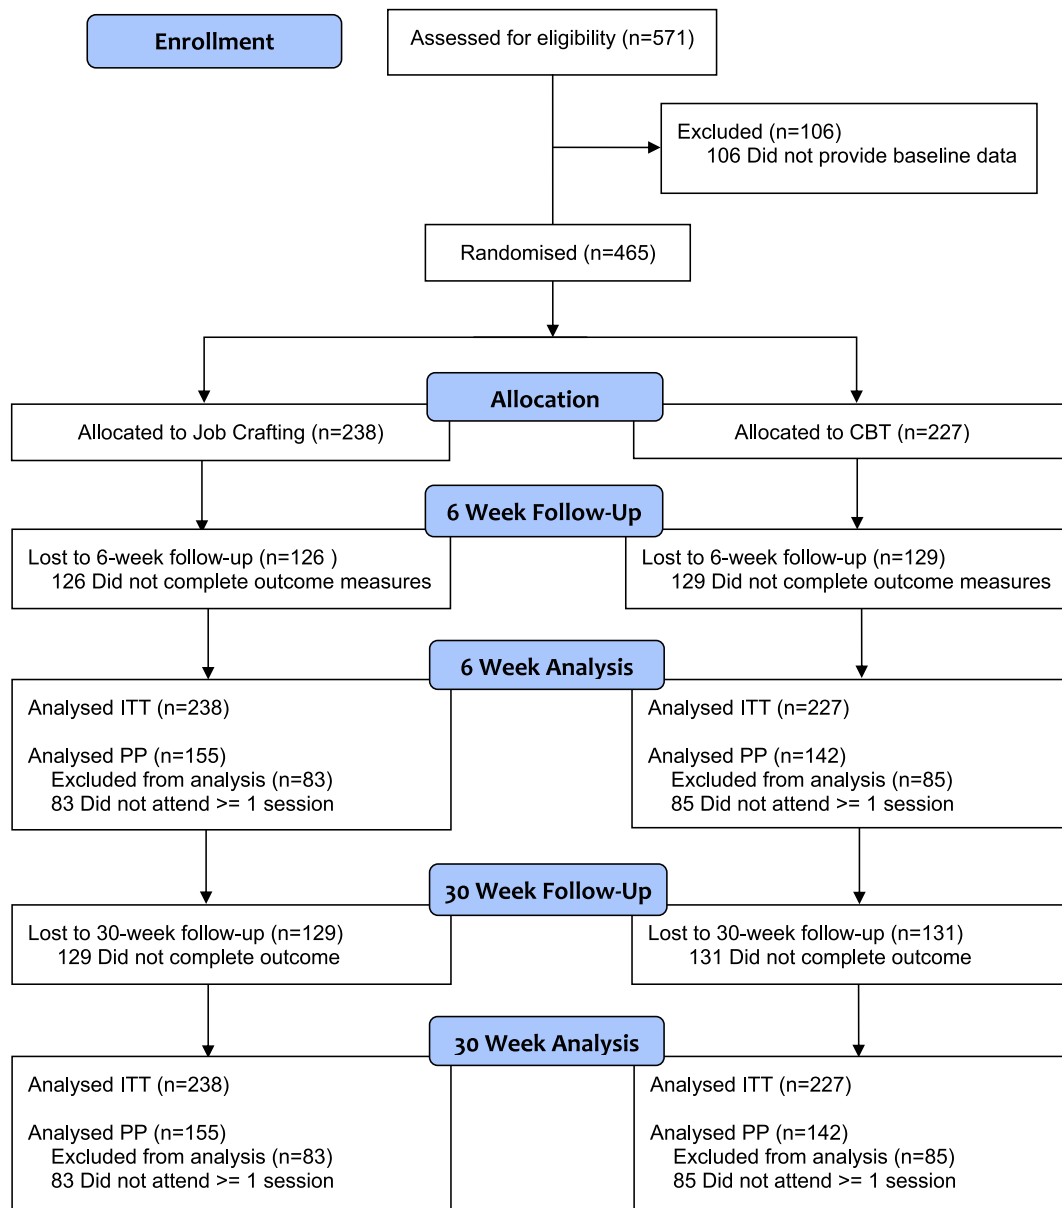 Enrollment
Assessed for eligibility (n=571)
Excluded (n=106)
106 Did not provide baseline data
Randomised (n=465)
Allocation
Allocated to Job Crafting (n=238)
Allocated to CBT (n=227)
6 Week Follow-Up
Lost to 6-week follow-up (n=126 )
126 Did not complete outcome measures
Lost to 6-week follow-up (n=129)
129 Did not complete outcome measures
6 Week Analysis
Analysed ITT (n=238)
Analysed PP (n=155)
Excluded from analysis (n=83)
83 Did not attend >= 1 session
Analysed ITT (n=227)
Analysed PP (n=142)
Excluded from analysis (n=85)
85 Did not attend >= 1 session
30 Week Follow-Up
Lost to 30-week follow-up (n=129)
129 Did not complete outcome
Lost to 30-week follow-up (n=131)
131 Did not complete outcome
30 Week Analysis
Analysed ITT (n=238)
Analysed PP (n=155)
Excluded from analysis (n=83)
83 Did not attend >= 1 session
Analysed ITT (n=227)
Analysed PP (n=142)
Excluded from analysis (n=85)
85 Did not attend >= 1 session